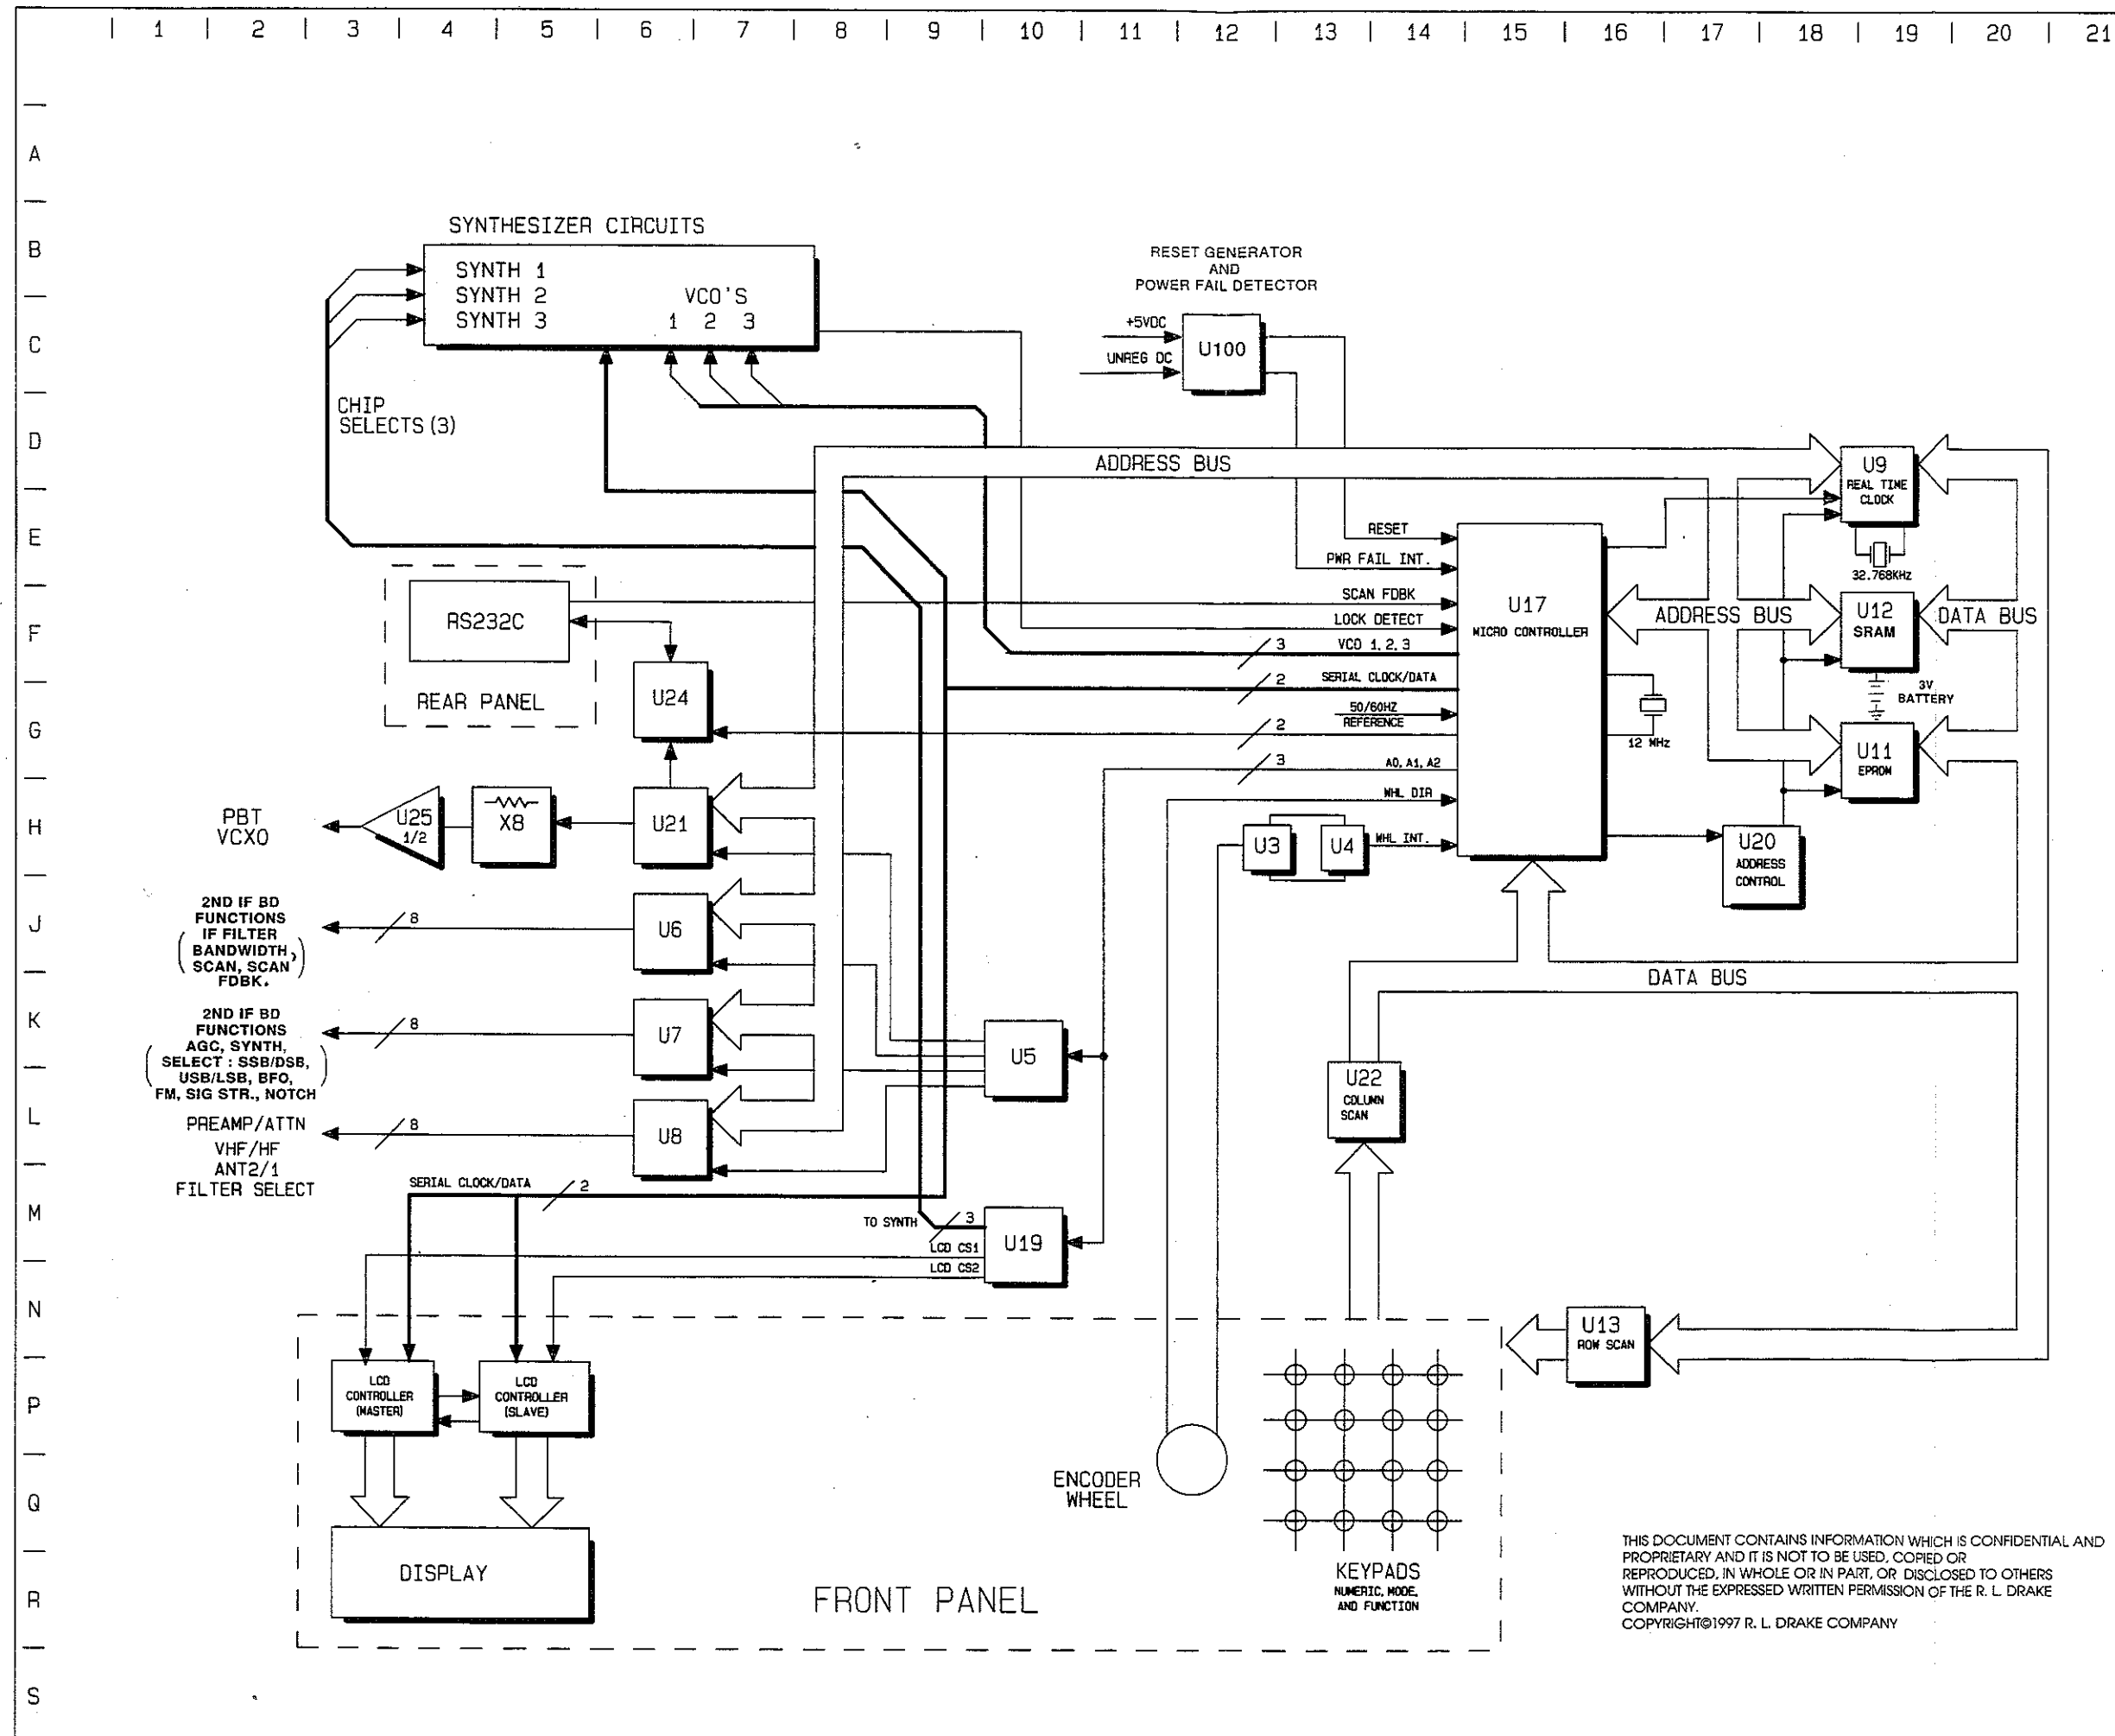 1 2 3 4 5 6 7 8 9 10 11 12 13 14 15 16 17 18 19 20 21
A
B
C
D
E
F
G
H
J
K
L
M
N
P
Q
R
S
SYNTHESIZER CIRCUITS
SYNTH 1
SYNTH 2
SYNTH 3
VCO'S
1 2 3
CHIP
SELECTS (3)
RESET GENERATOR
AND
POWER FAIL DETECTOR
+5VDC
UNREG DC
U100
ADDRESS BUS
U9
REAL TIME
CLOCK
32.768KHz
RS232C
REAR PANEL
U24
RESET
PWR FAIL INT.
SCAN FDBK
LOCK DETECT
3 VCO 1,2,3
2 SERIAL CLOCK/DATA
50/60HZ
REFERENCE
2
3 A0, A1, A2
WHL DIR
WHL INT.
U17
MICRO CONTROLLER
12 MHz
ADDRESS BUS
U12
SRAM
DATA BUS
3V
BATTERY
U11
EPROM
U20
ADDRESS
CONTROL
U3
U4
PBT
VCXO
U25
1/2
X8
U21
2ND IF BD
FUNCTIONS
IF FILTER
BANDWIDTH,
SCAN, SCAN
FDBK.
8
U6
2ND IF BD
FUNCTIONS
AGC, SYNTH,
SELECT : SSB/DSB,
USB/LSB, BFO,
FM, SIG STR., NOTCH
8
U7
PREAMP/ATTN
VHF/HF
ANT2/1
FILTER SELECT
8
U8
U5
DATA BUS
U22
COLUMN
SCAN
SERIAL CLOCK/DATA
2
TO SYNTH
3
LCD CS1
LCD CS2
U19
U13
ROW SCAN
LCD
CONTROLLER
(MASTER)
LCD
CONTROLLER
(SLAVE)
DISPLAY
ENCODER
WHEEL
FRONT PANEL
KEYPADS
NUMERIC, MODE,
AND FUNCTION
THIS DOCUMENT CONTAINS INFORMATION WHICH IS CONFIDENTIAL AND
PROPRIETARY AND IT IS NOT TO BE USED, COPIED OR
REPRODUCED, IN WHOLE OR IN PART, OR DISCLOSED TO OTHERS
WITHOUT THE EXPRESSED WRITTEN PERMISSION OF THE R. L. DRAKE
COMPANY.
COPYRIGHT©1997 R. L. DRAKE COMPANY